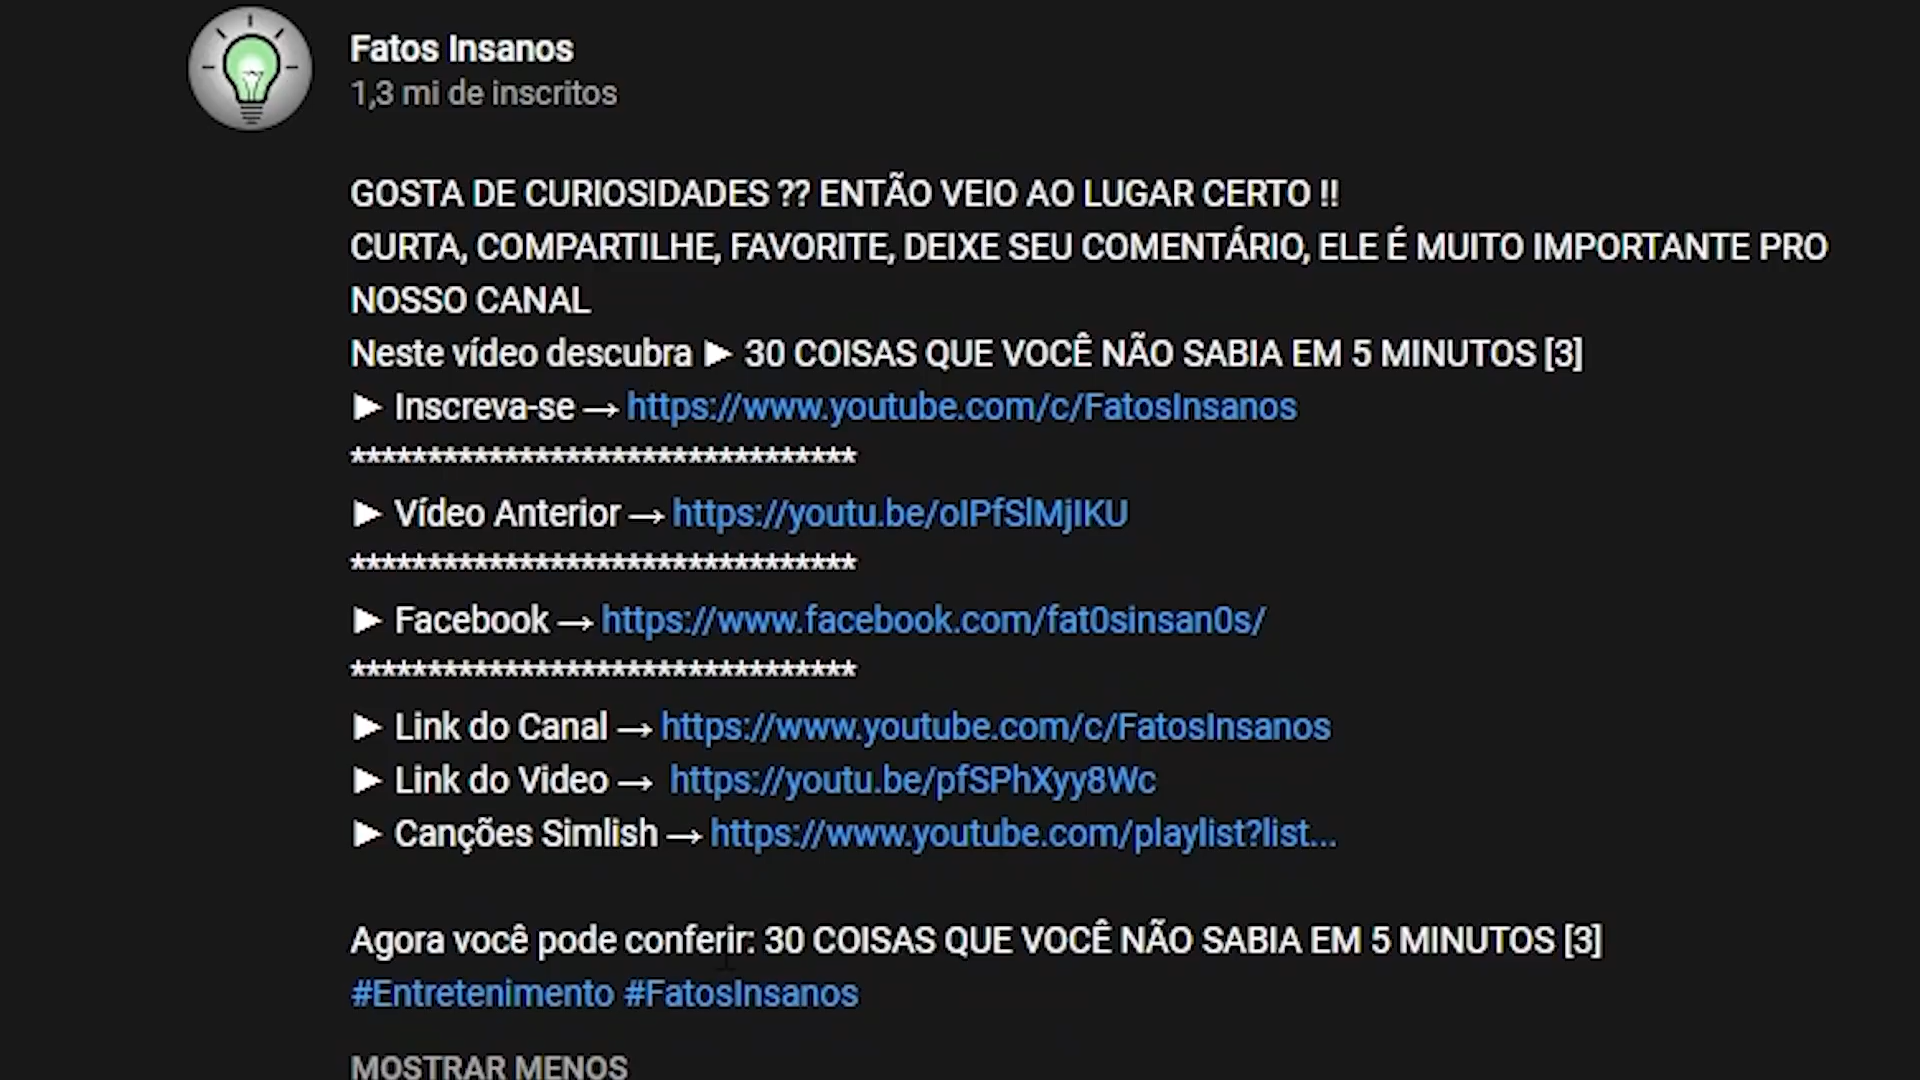 Fatos Insanos
1,3 mi de inscritos
GOSTA DE CURIOSIDADES ?? ENTÃO VEIO AO LUGAR CERTO !!
CURTA, COMPARTILHE, FAVORITE, DEIXE SEU COMENTÁRIO, ELE É MUITO IMPORTANTE PRO
NOSSO CANAL
Neste vídeo descubra ► 30 COISAS QUE VOCÊ NÃO SABIA EM 5 MINUTOS [3]
► Inscreva-se → https://www.youtube.com/c/FatosInsanos
*********************************
► Vídeo Anterior → https://youtu.be/oIPfSlMjIKU
*********************************
► Facebook → https://www.facebook.com/fat0sinsan0s/
*********************************
► Link do Canal → https://www.youtube.com/c/FatosInsanos
► Link do Video → https://youtu.be/pfSPhXyy8Wc
► Canções Simlish → https://www.youtube.com/playlist?list...
Agora você pode conferir: 30 COISAS QUE VOCÊ NÃO SABIA EM 5 MINUTOS [3]
#Entretenimento #FatosInsanos
MOSTRAR MENOS